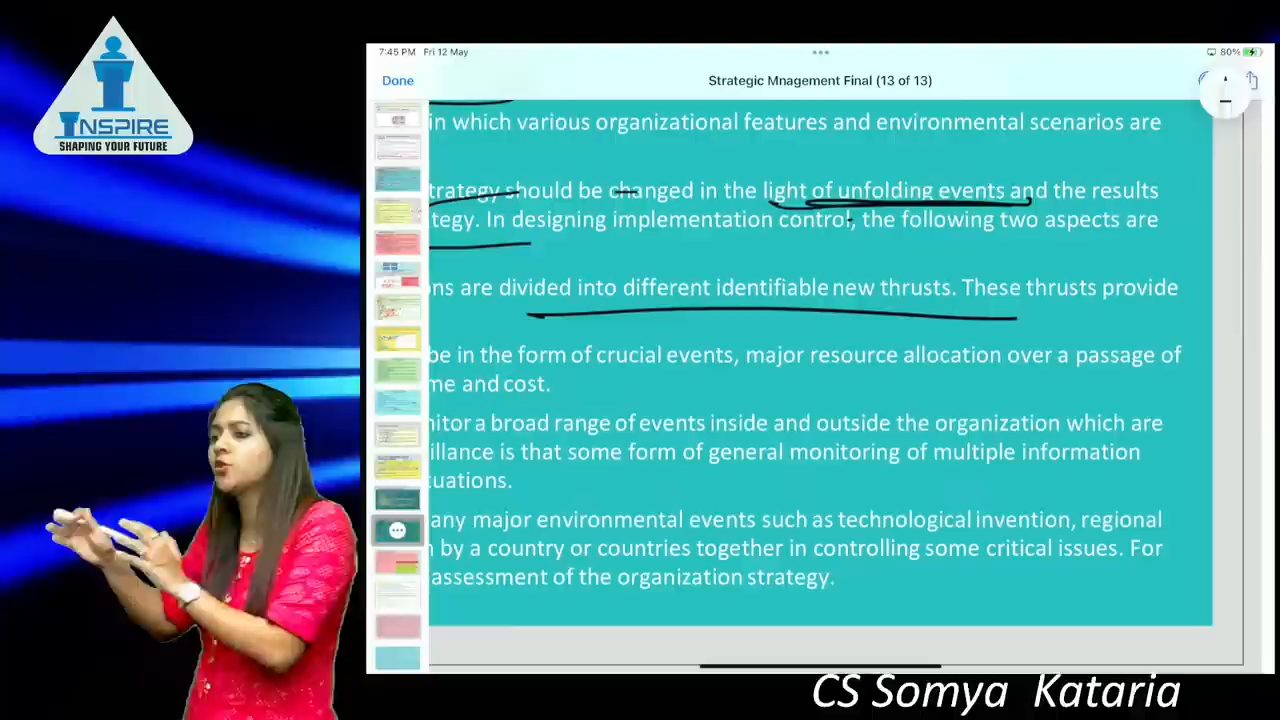 INSPIRE
SHAPING YOUR FUTURE
7:45 PM Fri 12 May
80%
Done
Strategic Mnagement Final (13 of 13)
in which various organizational features and environmental scenarios are
trategy should be changed in the light of unfolding events and the results
tegy. In designing implementation control, the following two aspects are
ons are divided into different identifiable new thrusts. These thrusts provide
be in the form of crucial events, major resource allocation over a passage of
me and cost.
nitor a broad range of events inside and outside the organization which are
illance is that some form of general monitoring of multiple information
tuations.
any major environmental events such as technological invention, regional
n by a country or countries together in controlling some critical issues. For
assessment of the organization strategy.
CS Somya Kataria